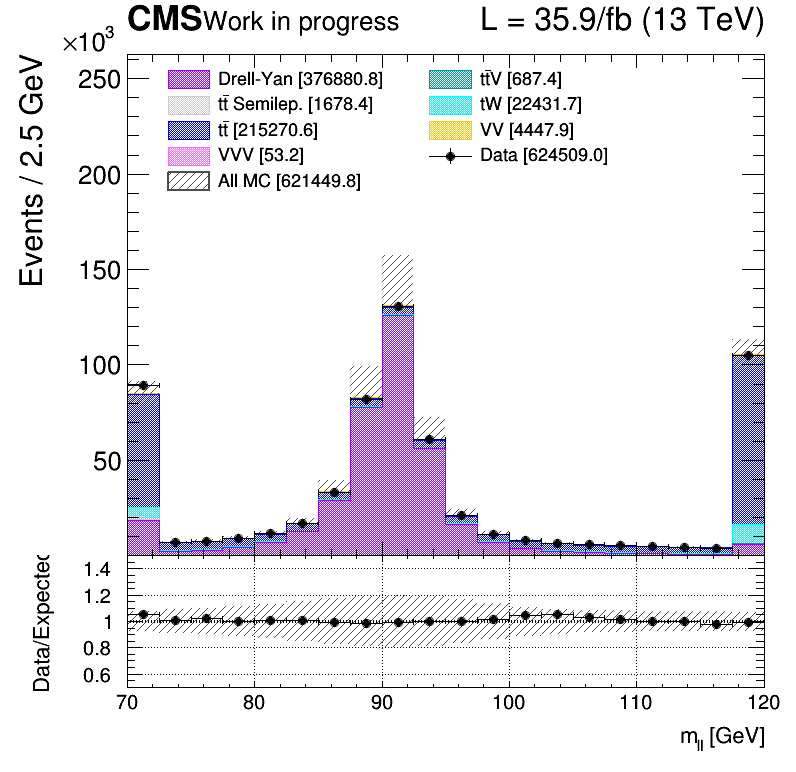 CMS Work in progress L = 35.9/fb (13 TeV)
×10³
Events / 2.5 GeV
250
200
150
100
50
Drell-Yan [376880.8]
tt̄ Semilep. [1678.4]
tt̄ [215270.6]
VVV [53.2]
All MC [621449.8]
tt̄V [687.4]
tW [22431.7]
VV [4447.9]
Data [624509.0]
Data/Expected
1.4
1.2
1
0.8
0.6
70 80 90 100 110 120
m_ll [GeV]